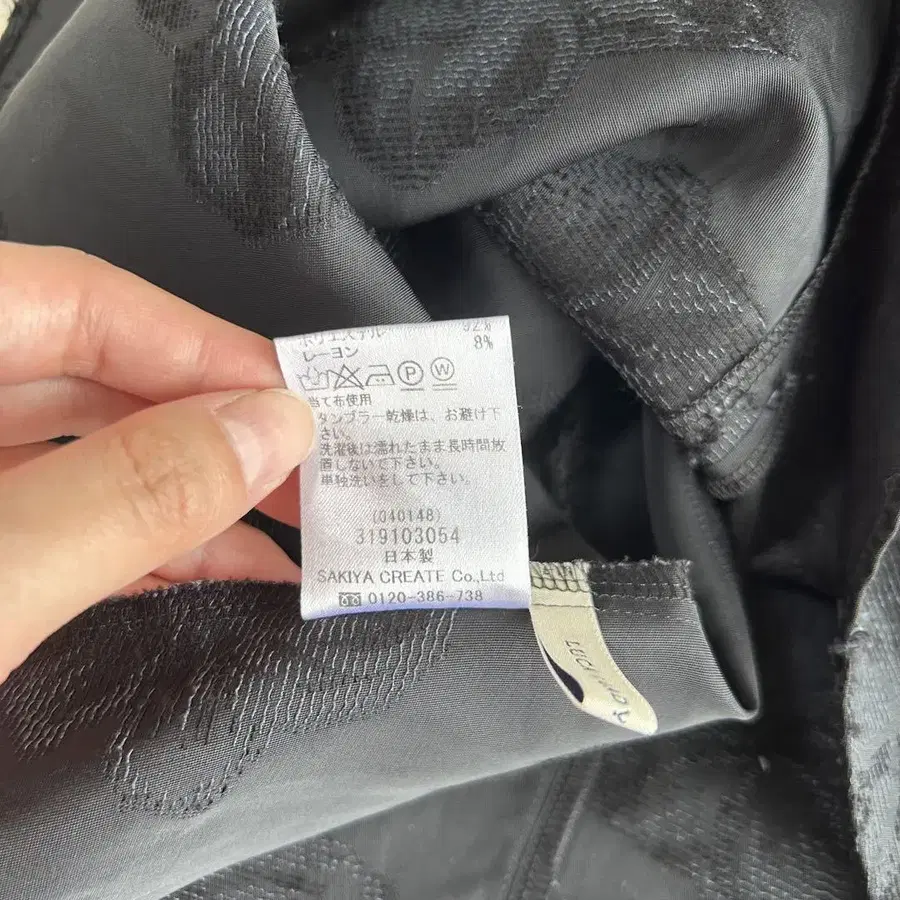 ポリエステル 92%
レーヨン 8%
P W
当て布使用
タンブラー乾燥は、お避け下
さい。
洗濯後は濡れたまま長時間放
置しないで下さい。
単独洗いをして下さい。
(040148)
319103054
日本製
SAKIYA CREATE Co.,Ltd
0120-386-738